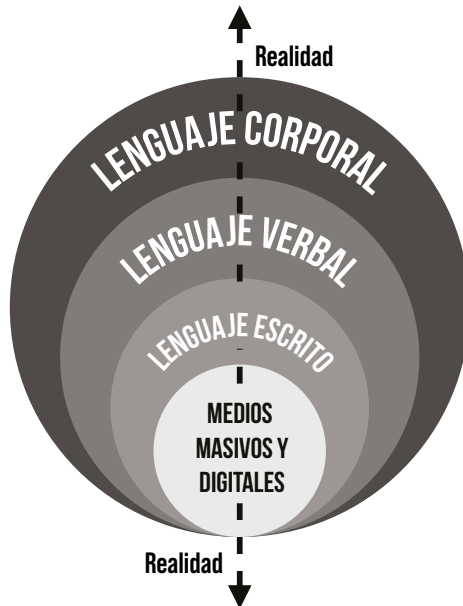 Realidad
LENGUAJE CORPORAL
LENGUAJE VERBAL
LENGUAJE ESCRITO
MEDIOS
MASIVOS Y
DIGITALES
Realidad